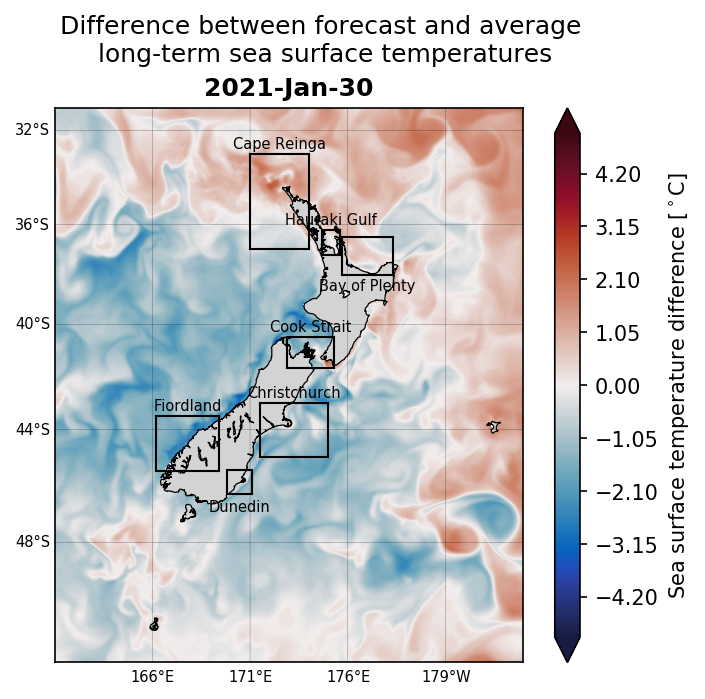 Difference between forecast and average
long-term sea surface temperatures
2021-Jan-30
32°S
36°S
40°S
44°S
48°S
166°E
171°E
176°E
179°W
Cape Reinga
Hauraki Gulf
Bay of Plenty
Cook Strait
Christchurch
Fiordland
Dunedin
4.20
3.15
2.10
1.05
0.00
−1.05
−2.10
−3.15
−4.20
Sea surface temperature difference [°C]